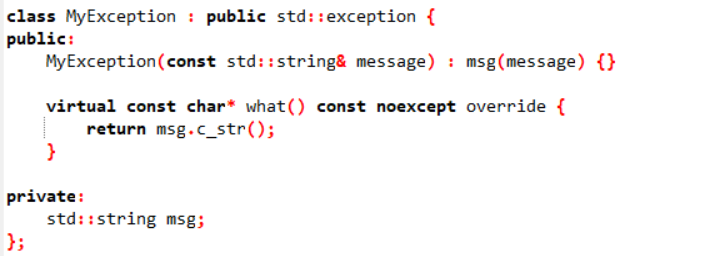 class MyException : public std::exception {
public:
    MyException(const std::string& message) : msg(message) {}

    virtual const char* what() const noexcept override {
        return msg.c_str();
    }

private:
    std::string msg;
};